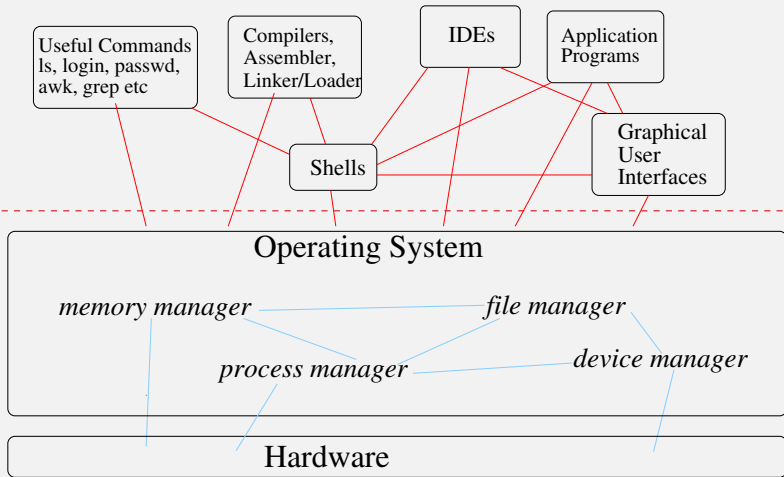 Useful Commands
ls, login, passwd,
awk, grep etc
Compilers,
Assembler,
Linker/Loader
IDEs
Application
Programs
Shells
Graphical
User
Interfaces
Operating System
memory manager
file manager
process manager
device manager
Hardware